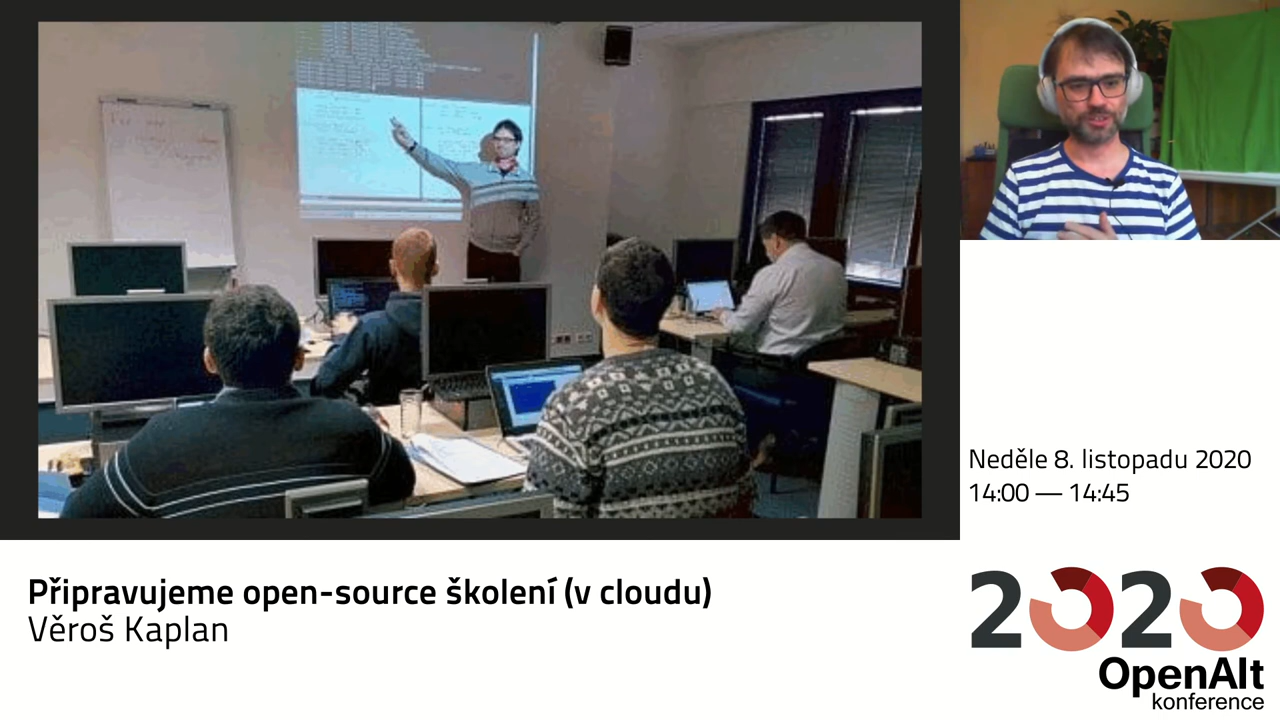 Neděle 8. listopadu 2020
14:00 — 14:45
Připravujeme open-source školení (v cloudu)
Věroš Kaplan
2020
OpenAlt
konference